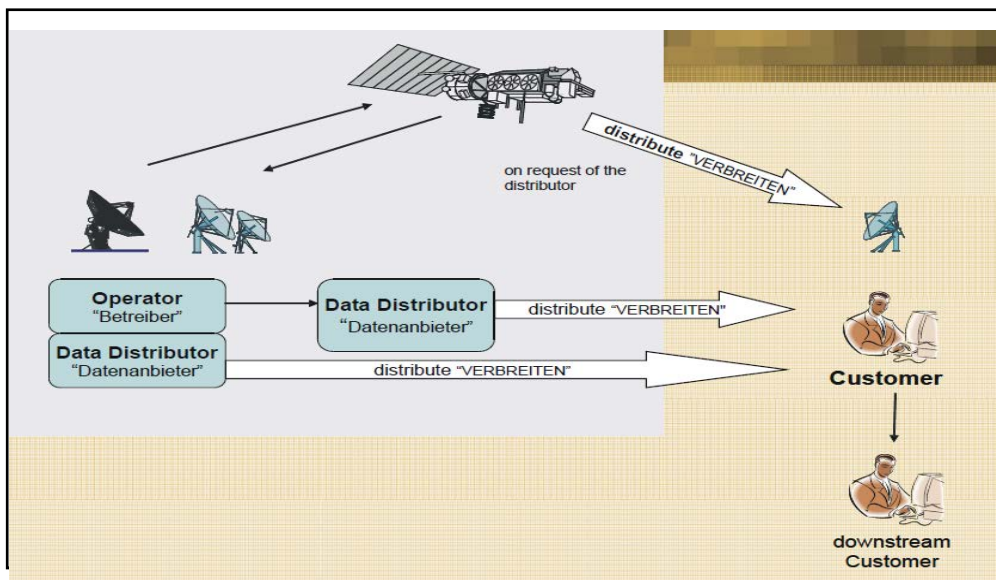 distribute "VERBREITEN"
on request of the
distributor
Operator
“Betreiber”
Data Distributor
“Datenanbieter”
distribute “VERBREITEN”
Data Distributor
“Datenanbieter”
distribute “VERBREITEN”
Customer
downstream
Customer